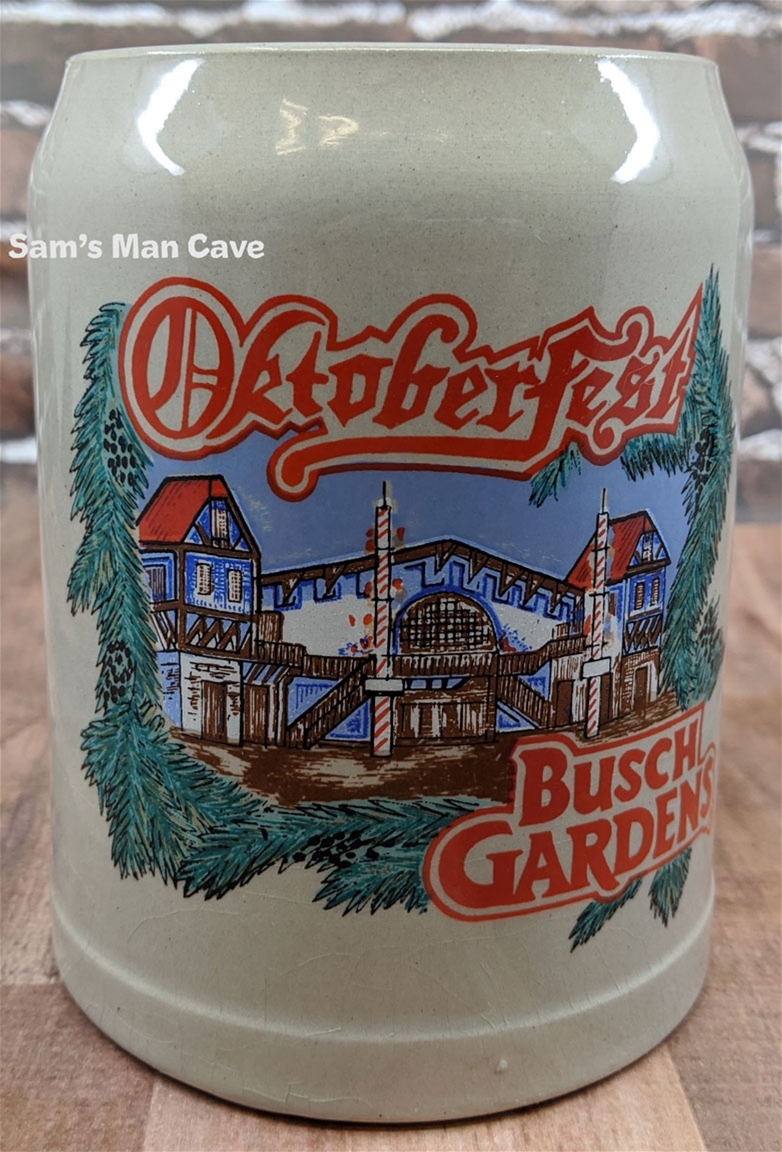 Sam's Man Cave
Oktoberfest
BUSCH
GARDENS